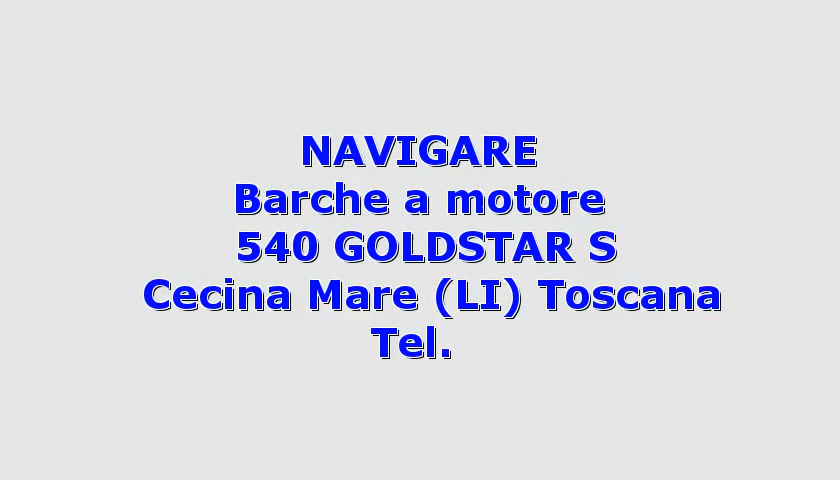 NAVIGARE
Barche a motore
540 GOLDSTAR S
Cecina Mare (LI) Toscana
Tel.